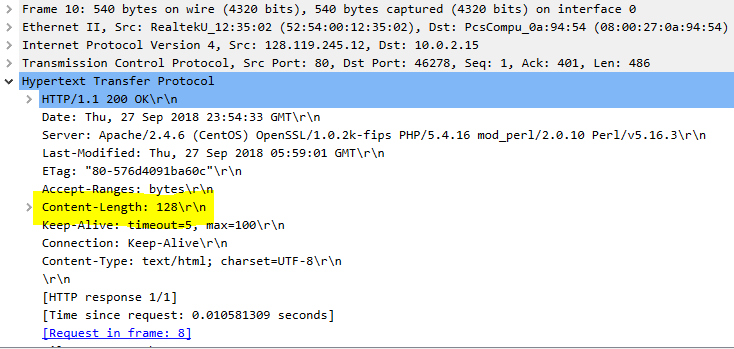 Frame 10: 540 bytes on wire (4320 bits), 540 bytes captured (4320 bits) on interface 0
Ethernet II, Src: RealtekU_12:35:02 (52:54:00:12:35:02), Dst: PcsCompu_0a:94:54 (08:00:27:0a:94:54)
Internet Protocol Version 4, Src: 128.119.245.12, Dst: 10.0.2.15
Transmission Control Protocol, Src Port: 80, Dst Port: 46278, Seq: 1, Ack: 401, Len: 486
Hypertext Transfer Protocol
HTTP/1.1 200 OK\r\n
Date: Thu, 27 Sep 2018 23:54:33 GMT\r\n
Server: Apache/2.4.6 (CentOS) OpenSSL/1.0.2k-fips PHP/5.4.16 mod_perl/2.0.10 Perl/v5.16.3\r\n
Last-Modified: Thu, 27 Sep 2018 05:59:01 GMT\r\n
ETag: "80-576d4091ba60c"\r\n
Accept-Ranges: bytes\r\n
Content-Length: 128\r\n
Keep-Alive: timeout=5, max=100\r\n
Connection: Keep-Alive\r\n
Content-Type: text/html; charset=UTF-8\r\n
\r\n
[HTTP response 1/1]
[Time since request: 0.010581309 seconds]
[Request in frame: 8]